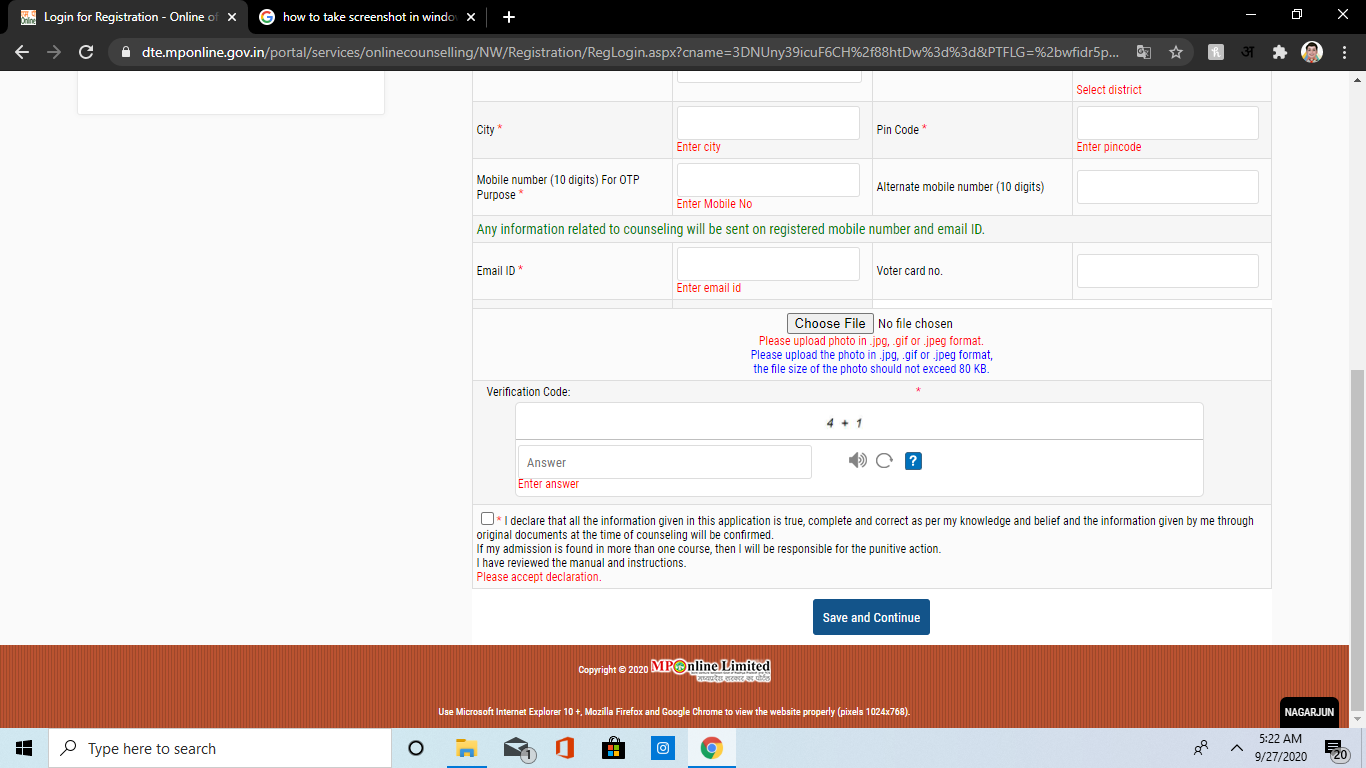 Login for Registration - Online of
how to take screenshot in windo
dte.mponline.gov.in/portal/services/onlinecounselling/NW/Registration/RegLogin.aspx?cname=3DNUny39icuF6CH%2f88htDw%3d%3d&PTFLG=%2bwfidr5p...
अ
Select district
City *
Enter city
Pin Code *
Enter pincode
Mobile number (10 digits) For OTP
Purpose *
Enter Mobile No
Alternate mobile number (10 digits)
Any information related to counseling will be sent on registered mobile number and email ID.
Email ID *
Enter email id
Voter card no.
Choose File No file chosen
Please upload photo in .jpg, .gif or .jpeg format.
Please upload the photo in .jpg, .gif or .jpeg format,
the file size of the photo should not exceed 80 KB.
Verification Code: *
4 + 1
Answer
?
Enter answer
* I declare that all the information given in this application is true, complete and correct as per my knowledge and belief and the information given by me through
original documents at the time of counseling will be confirmed.
If my admission is found in more than one course, then I will be responsible for the punitive action.
I have reviewed the manual and instructions.
Please accept declaration.
Save and Continue
Copyright © 2020 MPOnline Limited
मध्यप्रदेश सरकार का पोर्टल
Use Microsoft Internet Explorer 10 +, Mozilla Firefox and Google Chrome to view the website properly (pixels 1024x768).
NAGARJUN
Type here to search
1
5:22 AM
9/27/2020
20